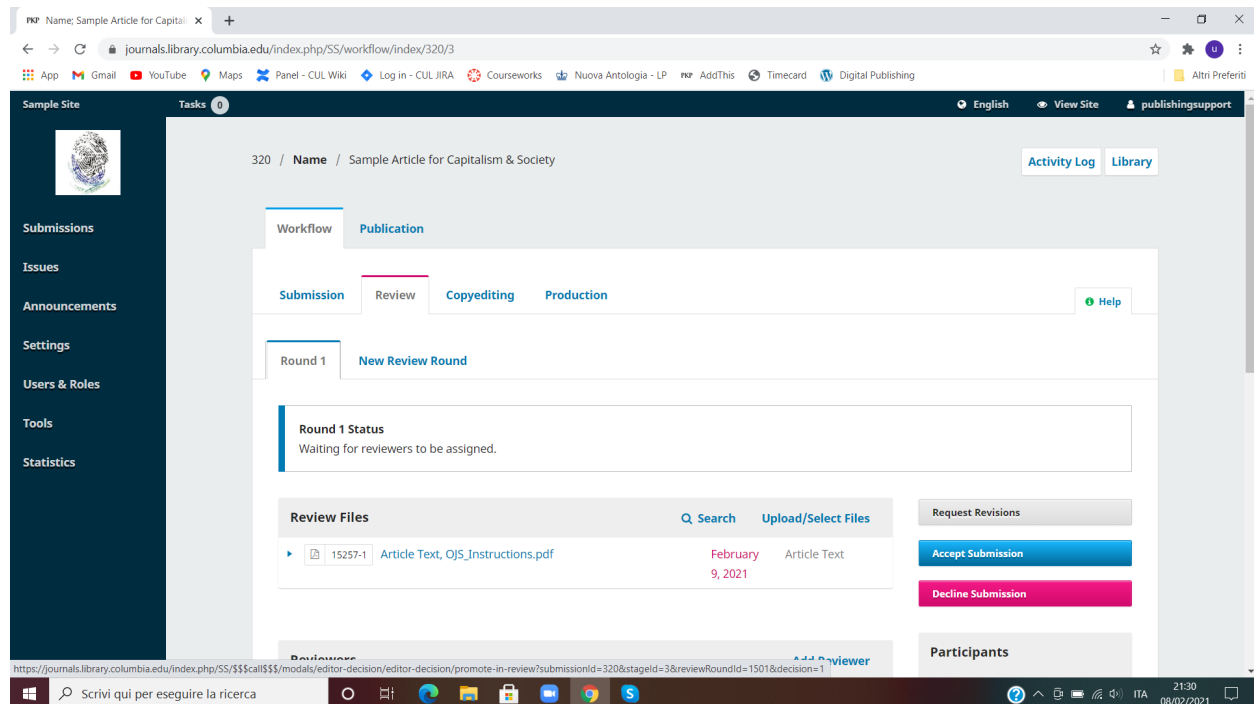 PKP Name; Sample Article for Capital
journals.library.columbia.edu/index.php/SS/workflow/index/320/3
u
App Gmail YouTube Maps Panel - CUL Wiki Log in - CUL JIRA Courseworks Nuova Antologia - LP PKP AddThis Timecard Digital Publishing Altri Preferiti
Sample Site Tasks 0 English View Site publishingsupport
320 / Name / Sample Article for Capitalism & Society
Activity Log Library
Submissions
Issues
Announcements
Settings
Users & Roles
Tools
Statistics
Workflow Publication
Submission Review Copyediting Production
Help
Round 1 New Review Round
Round 1 Status
Waiting for reviewers to be assigned.
Review Files Search Upload/Select Files
15257-1 Article Text, OJS_Instructions.pdf February Article Text
9, 2021
Request Revisions
Accept Submission
Decline Submission
Reviewers Add Reviewer
Participants
https://journals.library.columbia.edu/index.php/SS/$$$call$$$/modals/editor-decision/editor-decision/promote-in-review?submissionId=320&stageId=3&reviewRoundId=1501&decision=1
Scrivi qui per eseguire la ricerca
ITA
21:30
08/02/2021